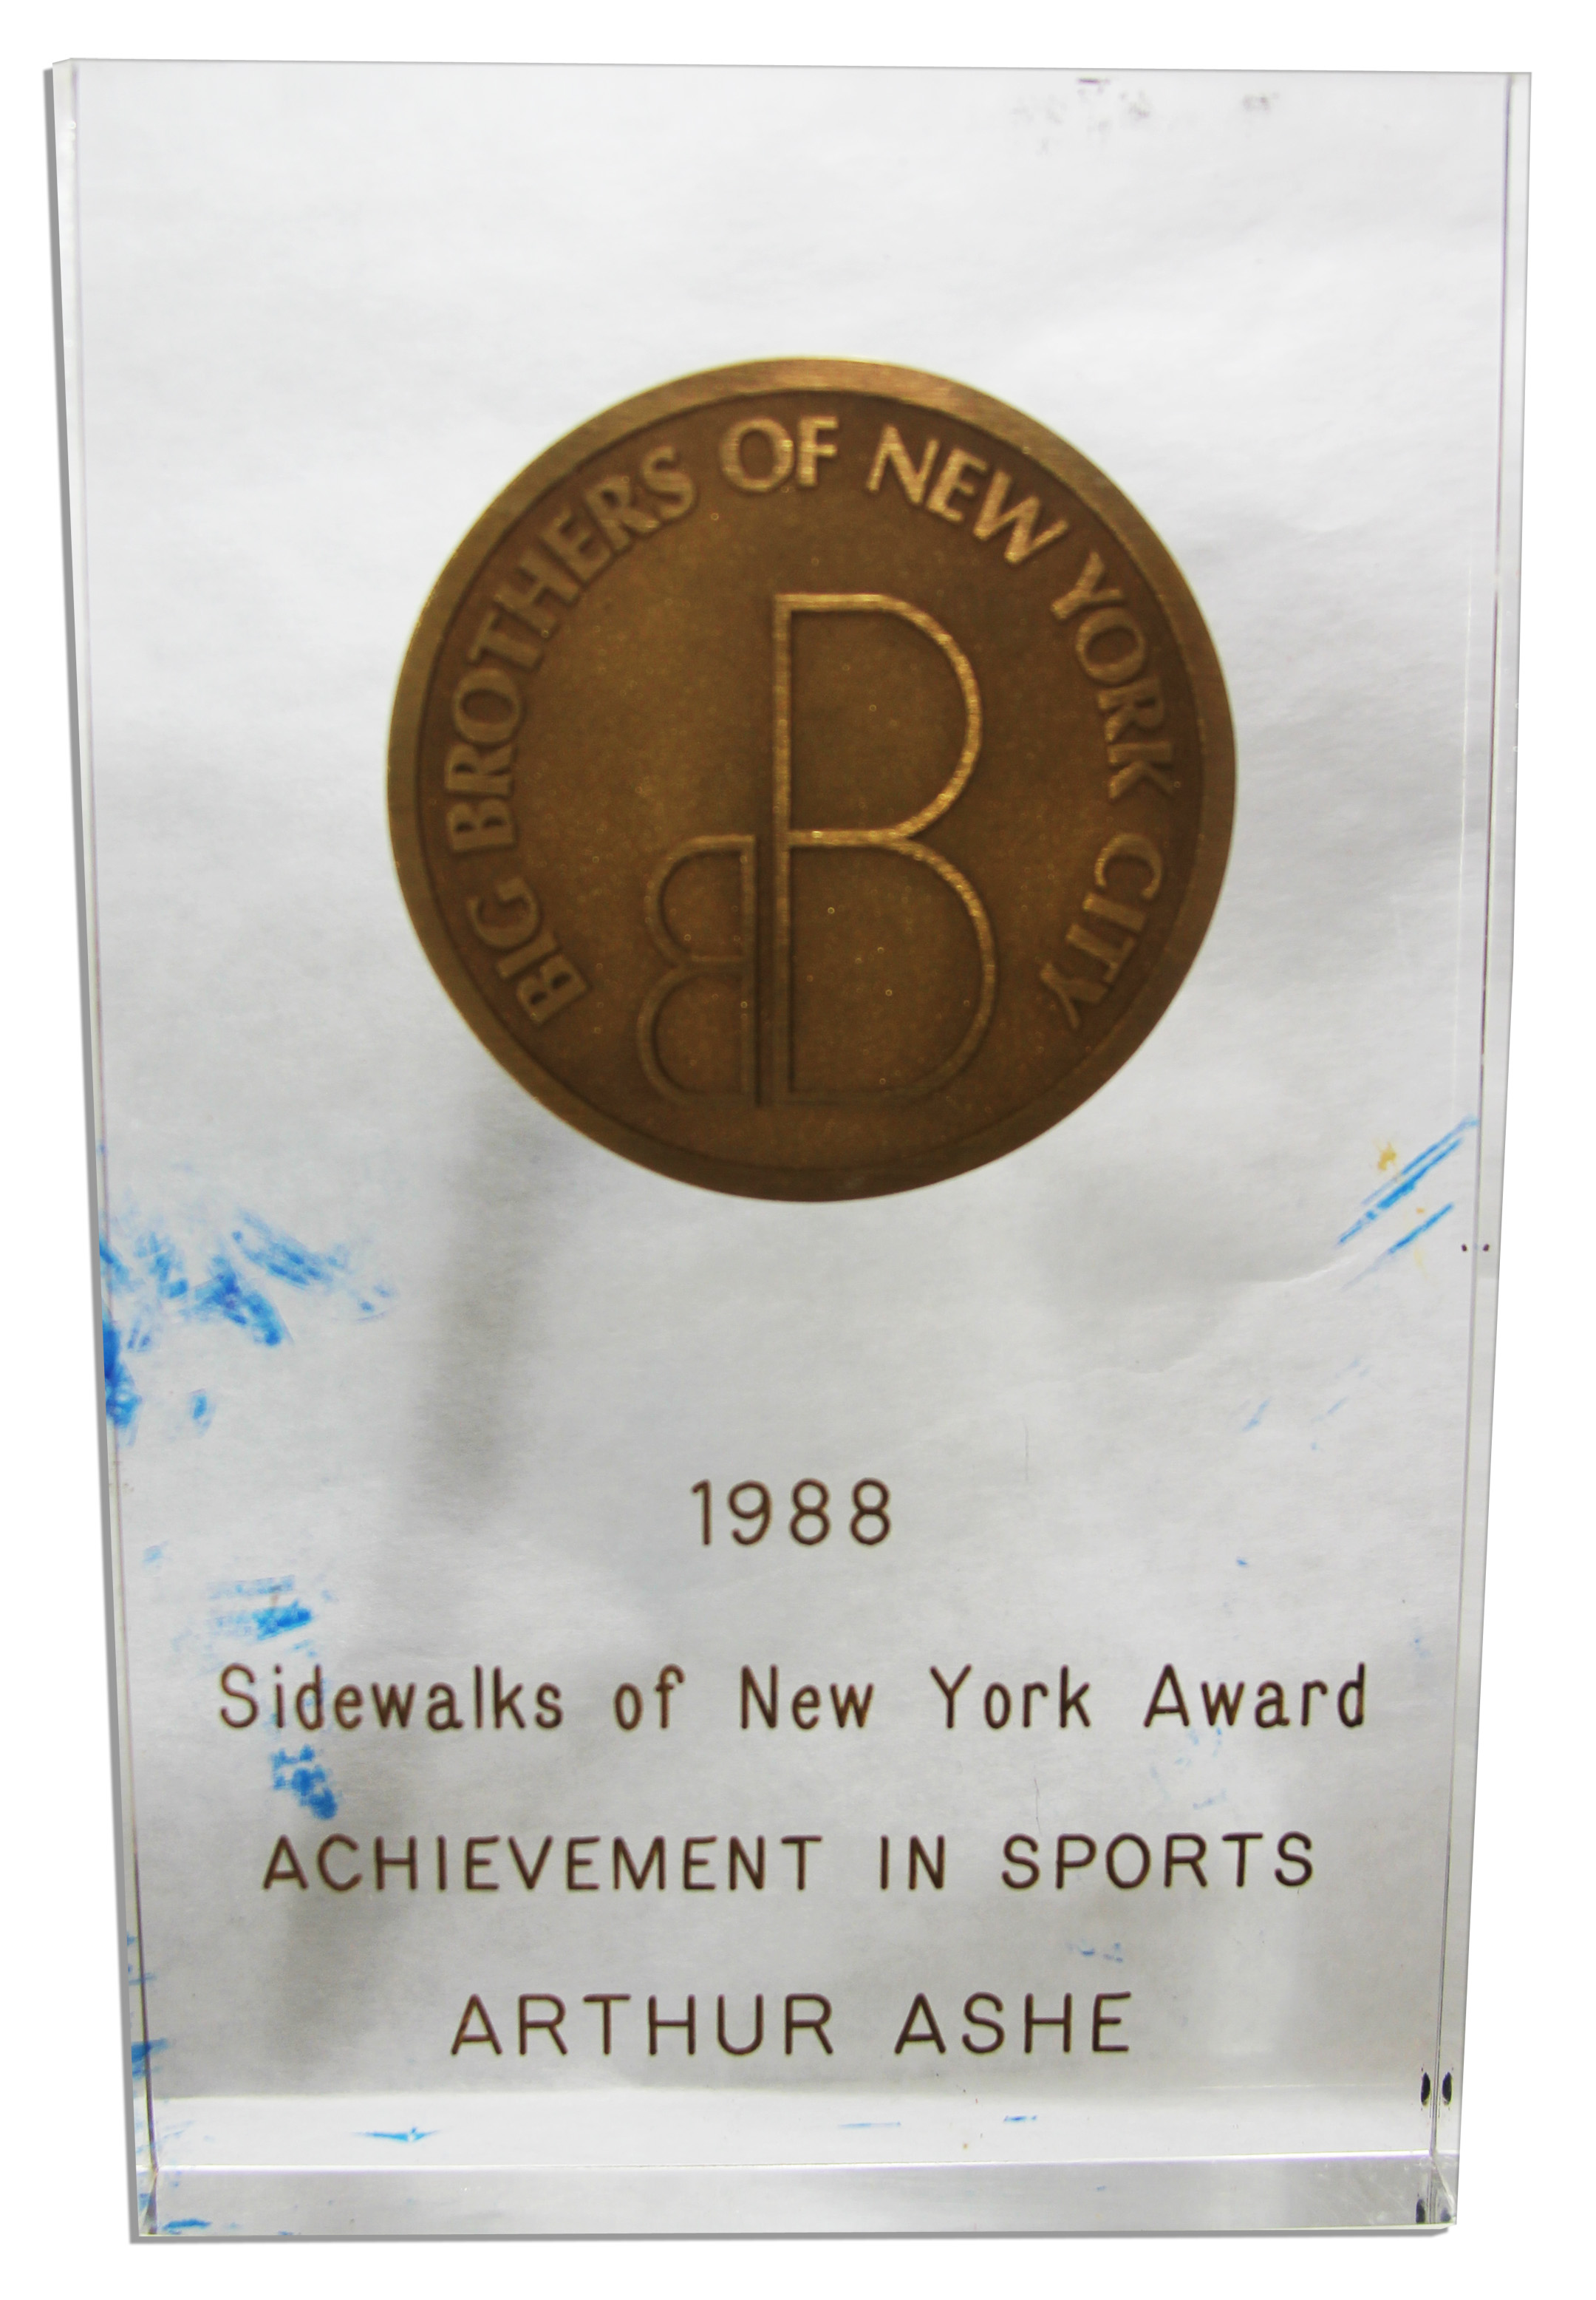 BIG BROTHERS OF NEW YORK CITY
BB
1988
Sidewalks of New York Award
ACHIEVEMENT IN SPORTS
ARTHUR ASHE